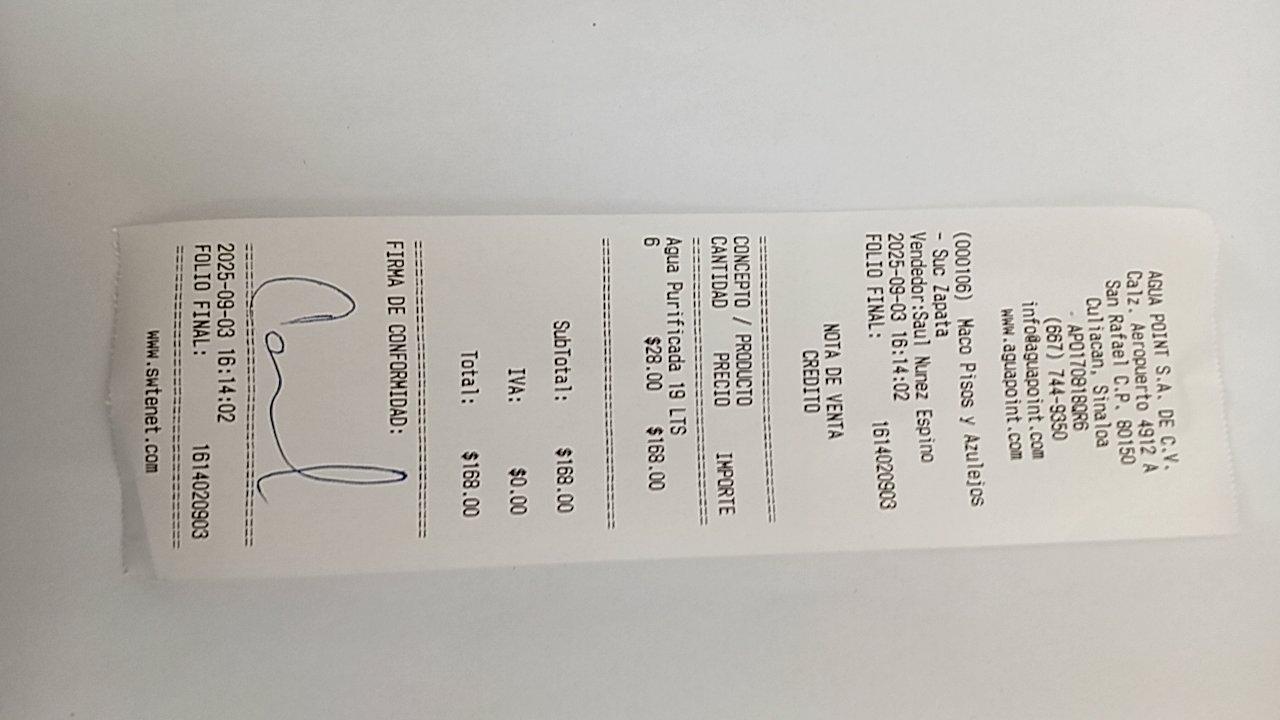 AGUA POINT S.A. DE C.V.
Calz. Aeropuerto 4912 A
San Rafael C.P. 80150
Culiacan, Sinaloa
- APO170818QR6
(667) 744-9350
info@aguapoint.com
www.aguapoint.com
(000106) Maco Pisos y Azulejos
- Suc Zapata
Vendedor:Saul Nunez Espino
2025-09-03 16:14:02
FOLIO FINAL: 1614020903
NOTA DE VENTA
CREDITO
CONCEPTO / PRODUCTO
CANTIDAD PRECIO IMPORTE
Agua Purificada 19 LTS
6 $28.00 $168.00
SubTotal: $168.00
IVA: $0.00
Total: $168.00
FIRMA DE CONFORMIDAD:
2025-09-03 16:14:02
FOLIO FINAL: 1614020903
www.swtenet.com